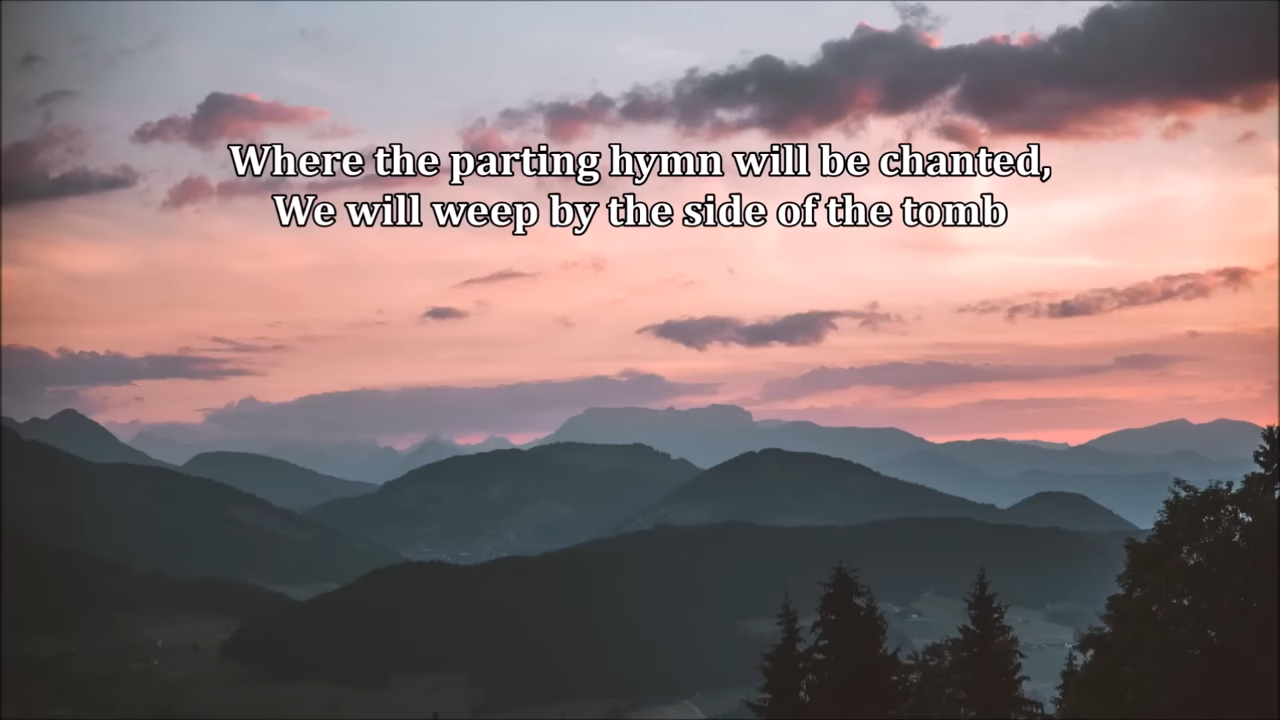 Where the parting hymn will be chanted,
We will weep by the side of the tomb